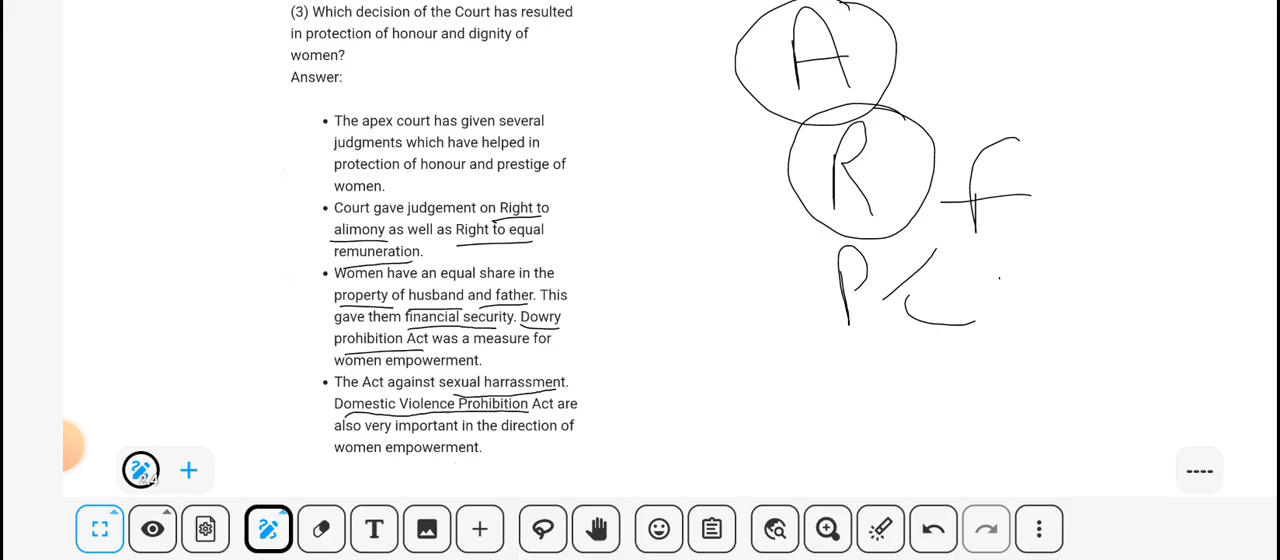 (3) Which decision of the Court has resulted
in protection of honour and dignity of
women?
Answer:
• The apex court has given several
judgments which have helped in
protection of honour and prestige of
women.
• Court gave judgement on Right to
alimony as well as Right to equal
remuneration.
• Women have an equal share in the
property of husband and father. This
gave them financial security. Dowry
prohibition Act was a measure for
women empowerment.
• The Act against sexual harrassment.
Domestic Violence Prohibition Act are
also very important in the direction of
women empowerment.
A
R - F
P
T
----